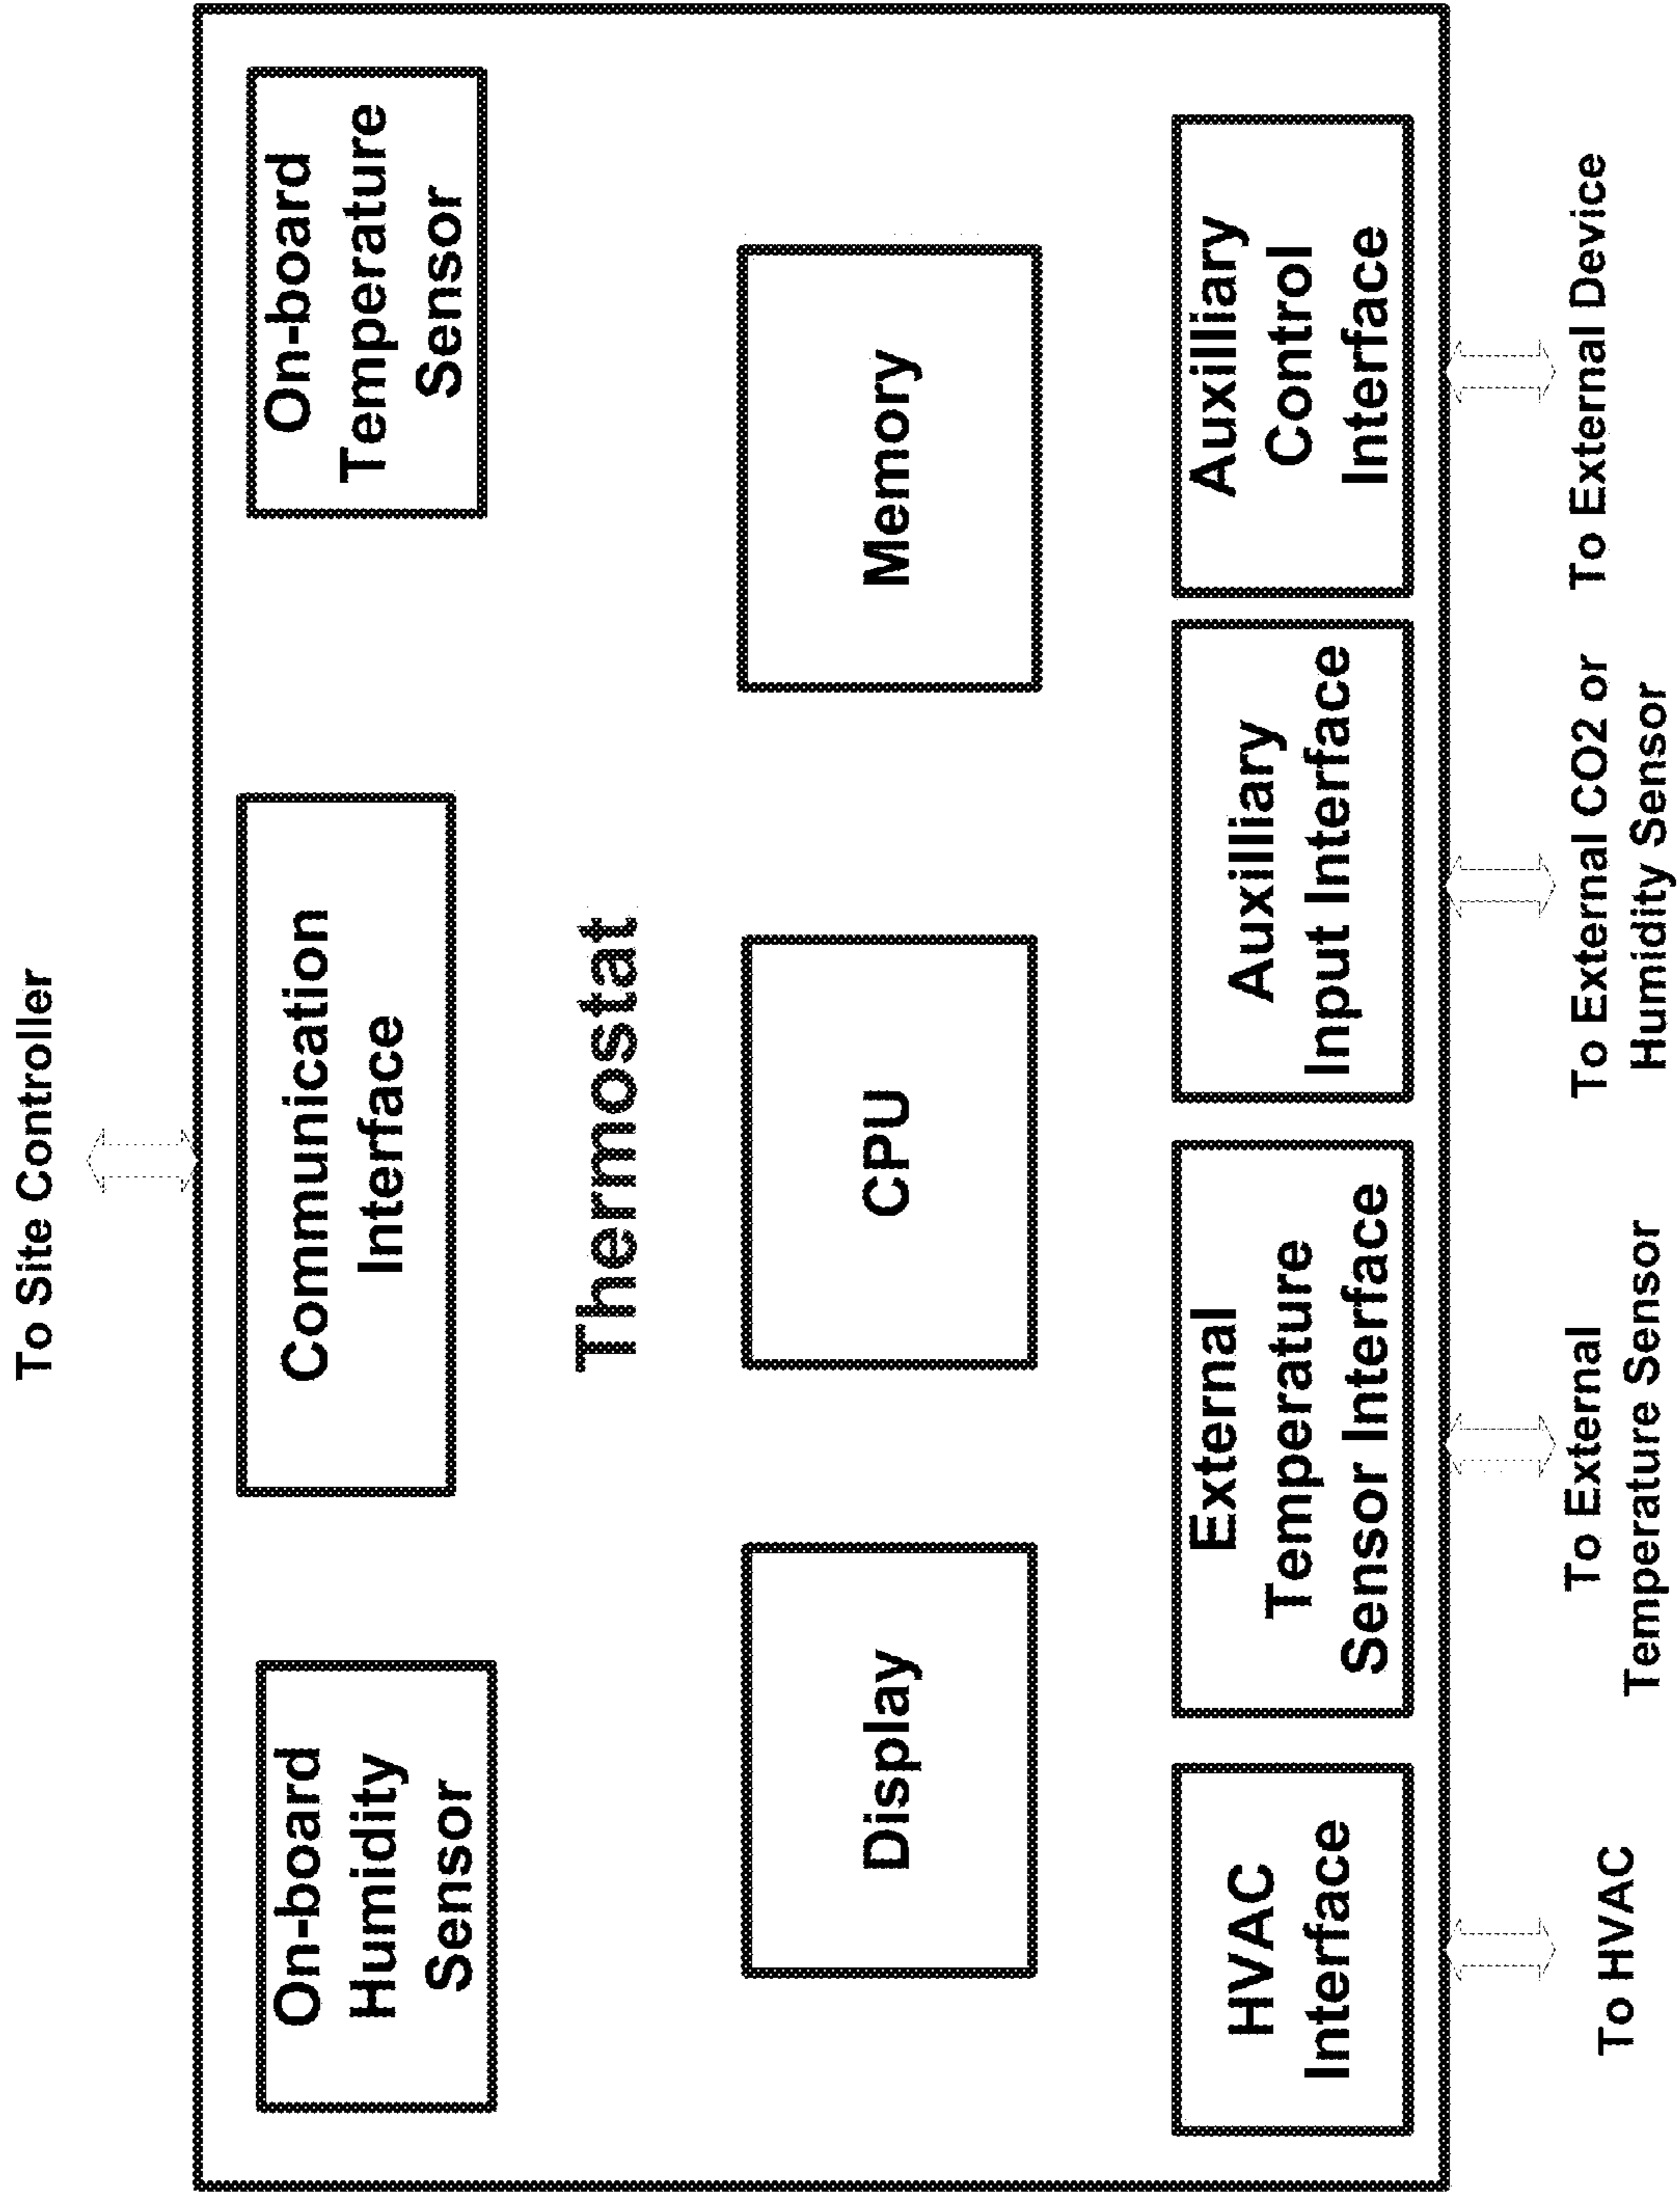 To Site Controller
On-board
Humidity
Sensor
Communication
Interface
On-board
Temperature
Sensor
Thermostat
Display
CPU
Memory
HVAC
Interface
External
Temperature
Sensor Interface
Auxilliary
Input Interface
Auxilliary
Control
Interface
To HVAC
To External
Temperature Sensor
To External CO2 or
Humidity Sensor
To External Device